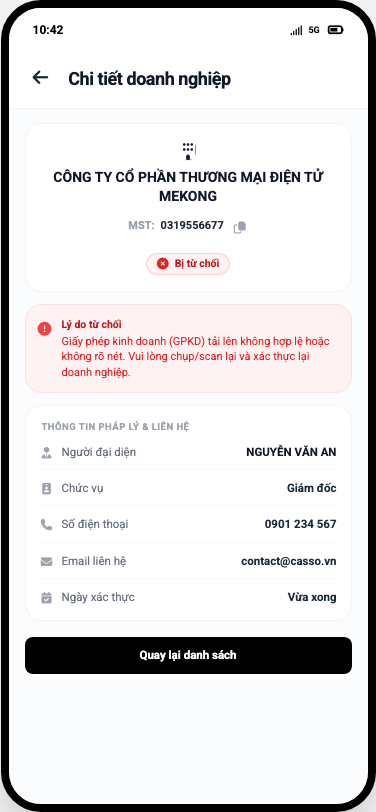 10:42
5G
Chi tiết doanh nghiệp
CÔNG TY CỔ PHẦN THƯƠNG MẠI ĐIỆN TỬ
MEKONG
MST: 0319556677
Bị từ chối
Lý do từ chối
Giấy phép kinh doanh (GPKD) tải lên không hợp lệ hoặc
không rõ nét. Vui lòng chụp/scan lại và xác thực lại
doanh nghiệp.
THÔNG TIN PHÁP LÝ & LIÊN HỆ
Người đại diện NGUYỄN VĂN AN
Chức vụ Giám đốc
Số điện thoại 0901 234 567
Email liên hệ contact@casso.vn
Ngày xác thực Vừa xong
Quay lại danh sách